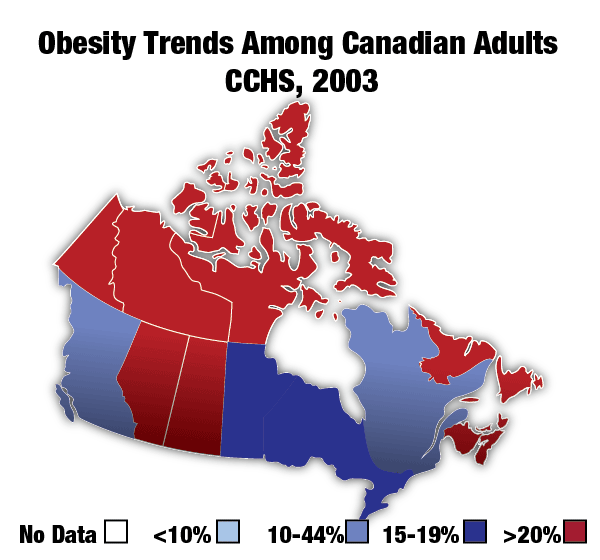 Obesity Trends Among Canadian Adults
CCHS, 2003
No Data <10% 10-44% 15-19% >20%